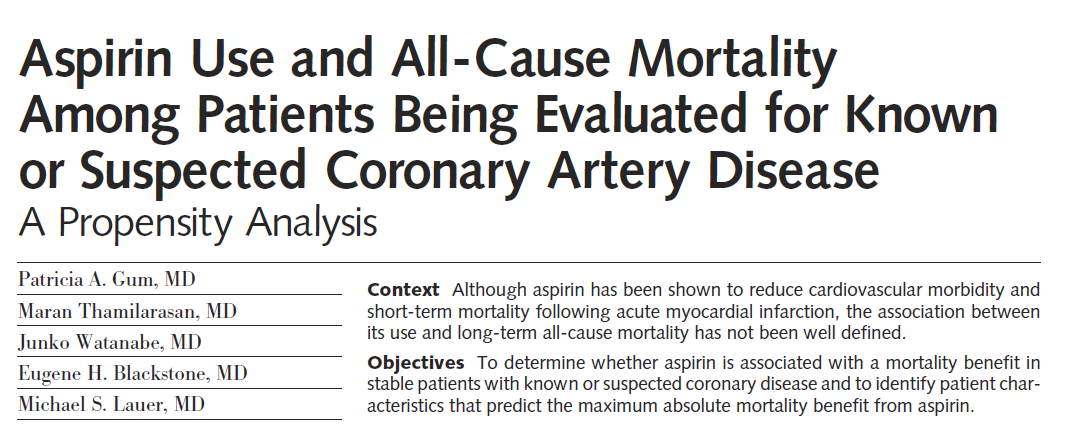 Aspirin Use and All-Cause Mortality
Among Patients Being Evaluated for Known
or Suspected Coronary Artery Disease
A Propensity Analysis
Patricia A. Gum, MD
Maran Thamilarasan, MD
Junko Watanabe, MD
Eugene H. Blackstone, MD
Michael S. Lauer, MD
Context Although aspirin has been shown to reduce cardiovascular morbidity and
short-term mortality following acute myocardial infarction, the association between
its use and long-term all-cause mortality has not been well defined.
Objectives To determine whether aspirin is associated with a mortality benefit in
stable patients with known or suspected coronary disease and to identify patient char-
acteristics that predict the maximum absolute mortality benefit from aspirin.